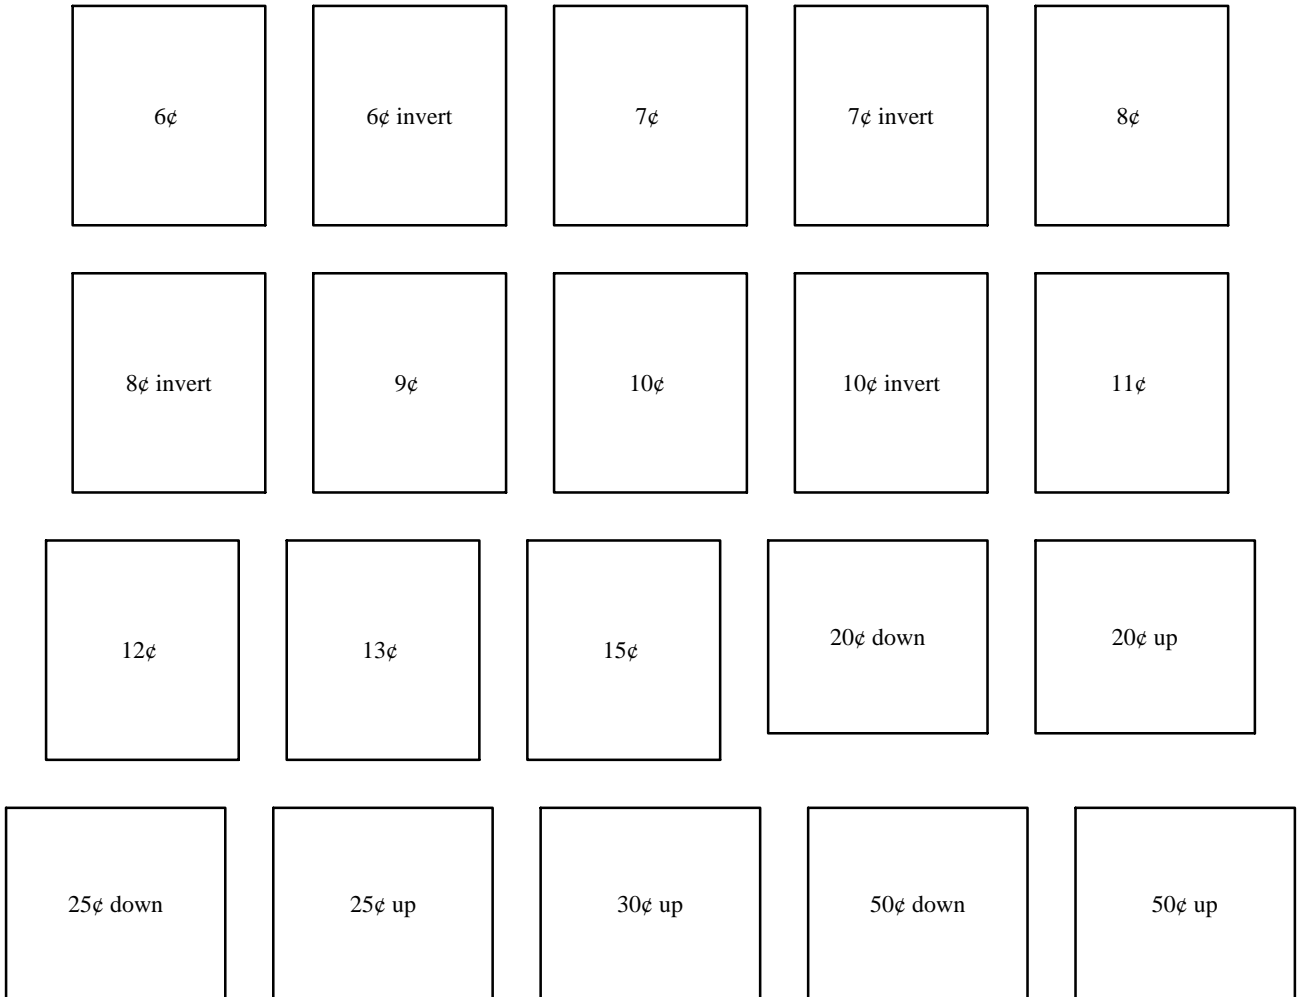 6¢
6¢ invert
7¢
7¢ invert
8¢
8¢ invert
9¢
10¢
10¢ invert
11¢
12¢
13¢
15¢
20¢ down
20¢ up
25¢ down
25¢ up
30¢ up
50¢ down
50¢ up